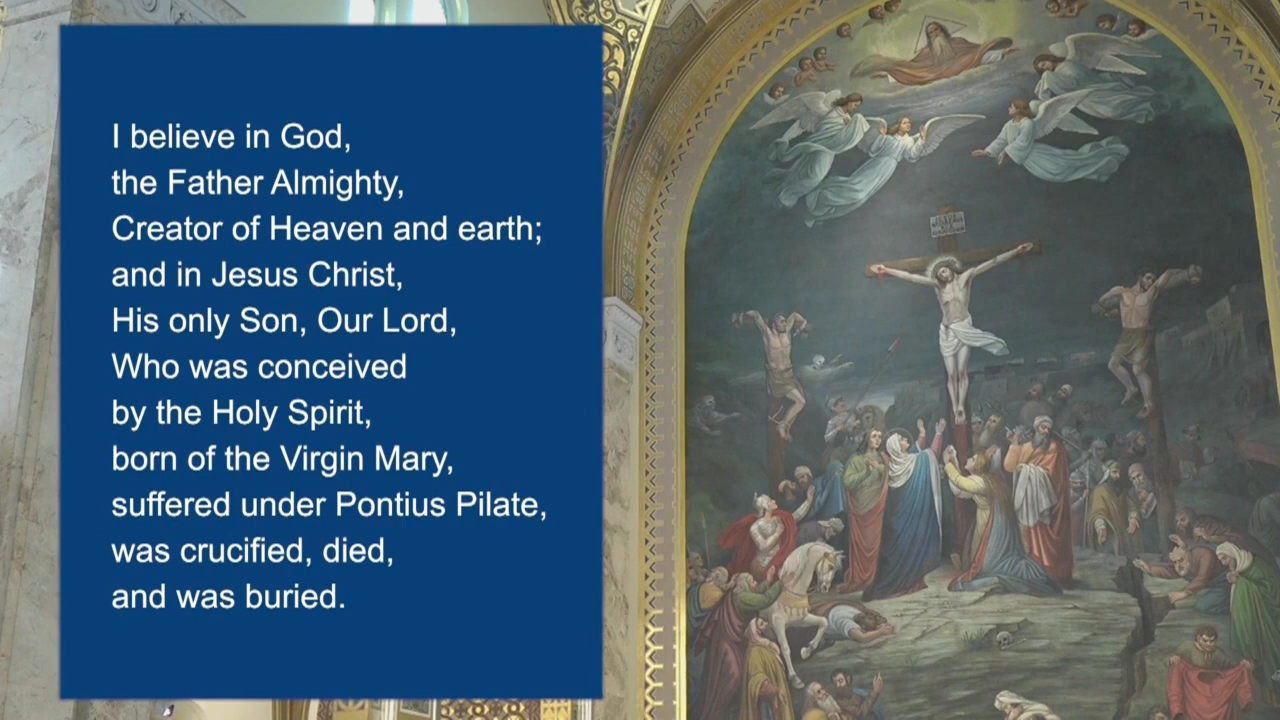 I believe in God,
the Father Almighty,
Creator of Heaven and earth;
and in Jesus Christ,
His only Son, Our Lord,
Who was conceived
by the Holy Spirit,
born of the Virgin Mary,
suffered under Pontius Pilate,
was crucified, died,
and was buried.